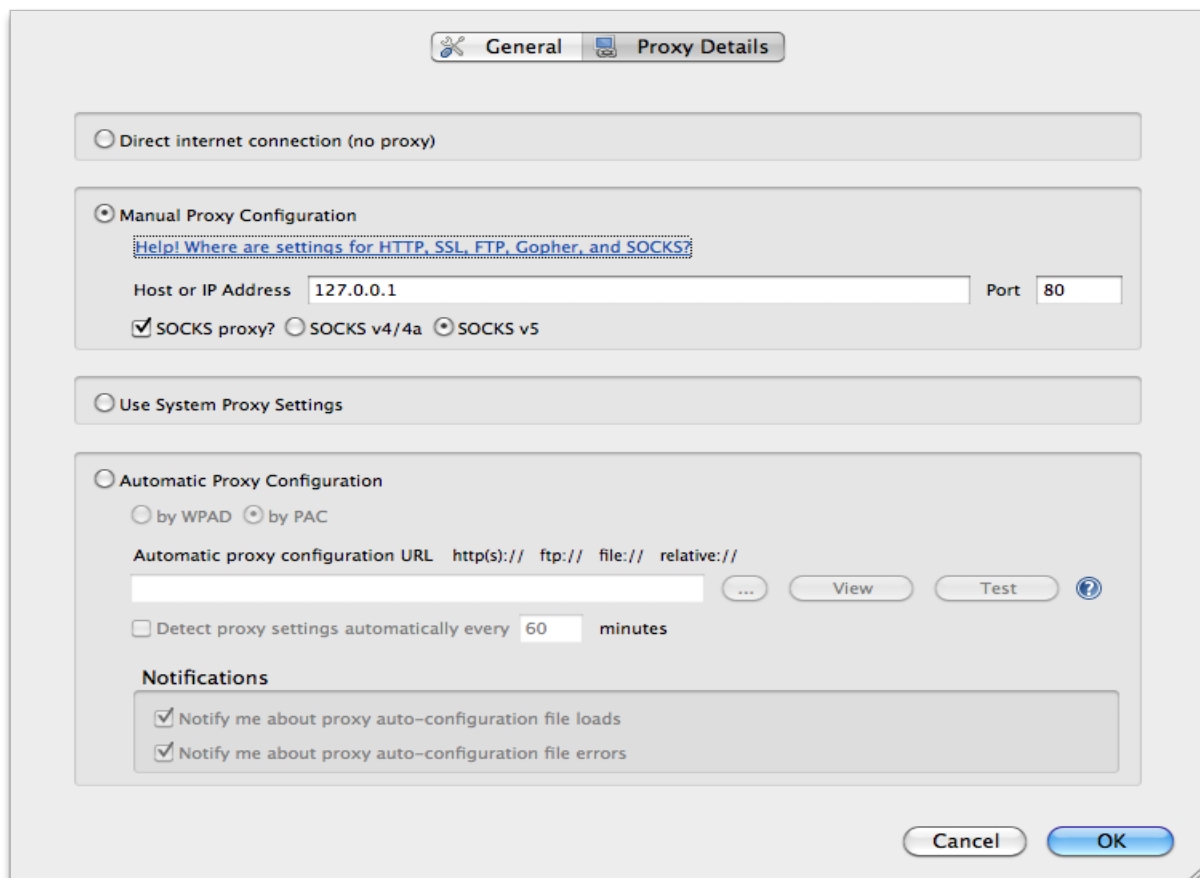 General Proxy Details
Direct internet connection (no proxy)
Manual Proxy Configuration
Help! Where are settings for HTTP, SSL, FTP, Gopher, and SOCKS?
Host or IP Address 127.0.0.1 Port 80
SOCKS proxy? SOCKS v4/4a SOCKS v5
Use System Proxy Settings
Automatic Proxy Configuration
by WPAD by PAC
Automatic proxy configuration URL http(s):// ftp:// file:// relative://
... View Test ?
Detect proxy settings automatically every 60 minutes
Notifications
Notify me about proxy auto-configuration file loads
Notify me about proxy auto-configuration file errors
Cancel OK